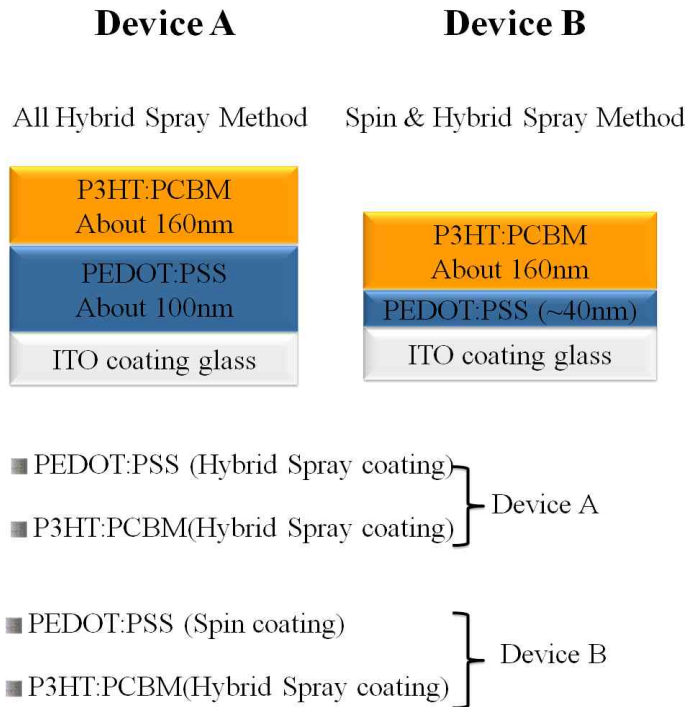 Device A
Device B
All Hybrid Spray Method
Spin & Hybrid Spray Method
P3HT:PCBM
About 160nm
PEDOT:PSS
About 100nm
ITO coating glass
P3HT:PCBM
About 160nm
PEDOT:PSS (~40nm)
ITO coating glass
PEDOT:PSS (Hybrid Spray coating)
P3HT:PCBM(Hybrid Spray coating)
Device A
PEDOT:PSS (Spin coating)
P3HT:PCBM(Hybrid Spray coating)
Device B